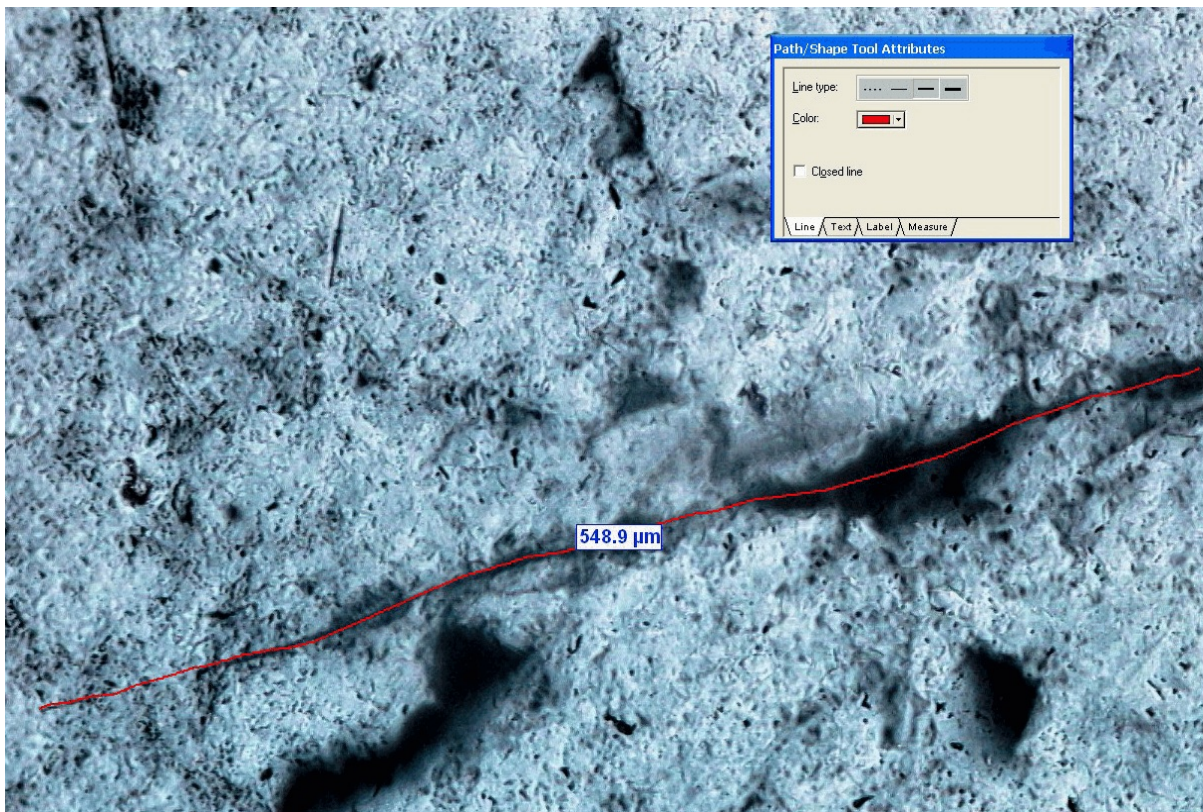 Path/Shape Tool Attributes
Line type:
Color:
Closed line
Line Text Label Measure
548.9 µm